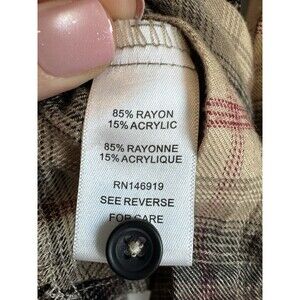 85% RAYON
15% ACRYLIC
85% RAYONNE
15% ACRYLIQUE
RN146919
SEE REVERSE
FOR CARE